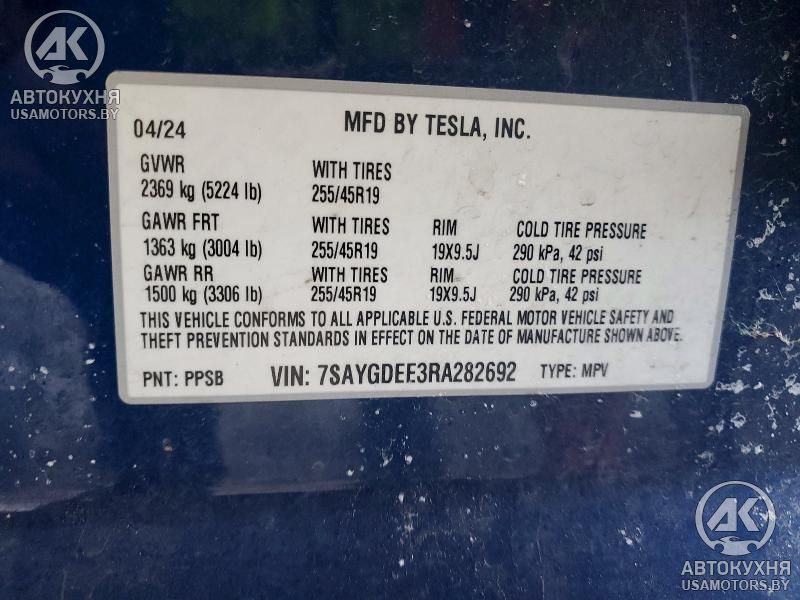 АК
АВТОКУХНЯ
USAMOTORS.BY
04/24 MFD BY TESLA, INC.
GVWR WITH TIRES
2369 kg (5224 lb) 255/45R19
GAWR FRT WITH TIRES RIM COLD TIRE PRESSURE
1363 kg (3004 lb) 255/45R19 19X9.5J 290 kPa, 42 psi
GAWR RR WITH TIRES RIM COLD TIRE PRESSURE
1500 kg (3306 lb) 255/45R19 19X9.5J 290 kPa, 42 psi
THIS VEHICLE CONFORMS TO ALL APPLICABLE U.S. FEDERAL MOTOR VEHICLE SAFETY AND
THEFT PREVENTION STANDARDS IN EFFECT ON THE DATE OF MANUFACTURE SHOWN ABOVE.
PNT: PPSB VIN: 7SAYGDEE3RA282692 TYPE: MPV
АК
АВТОКУХНЯ
USAMOTORS.BY